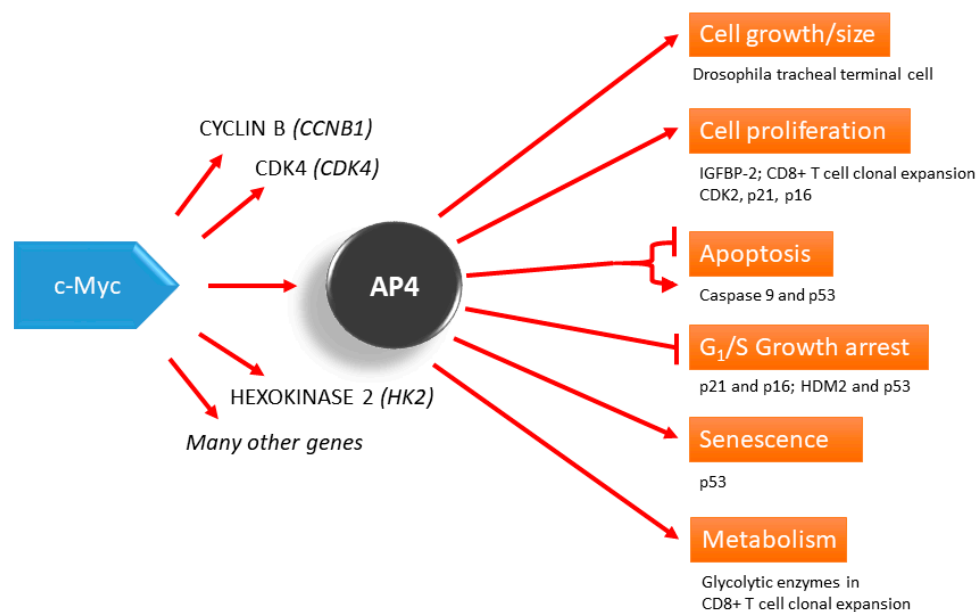 c-Myc
CYCLIN B (CCNB1)
CDK4 (CDK4)
HEXOKINASE 2 (HK2)
Many other genes
AP4
Cell growth/size
Drosophila tracheal terminal cell
Cell proliferation
IGFBP-2; CD8+ T cell clonal expansion
CDK2, p21, p16
Apoptosis
Caspase 9 and p53
G₁/S Growth arrest
p21 and p16; HDM2 and p53
Senescence
p53
Metabolism
Glycolytic enzymes in
CD8+ T cell clonal expansion